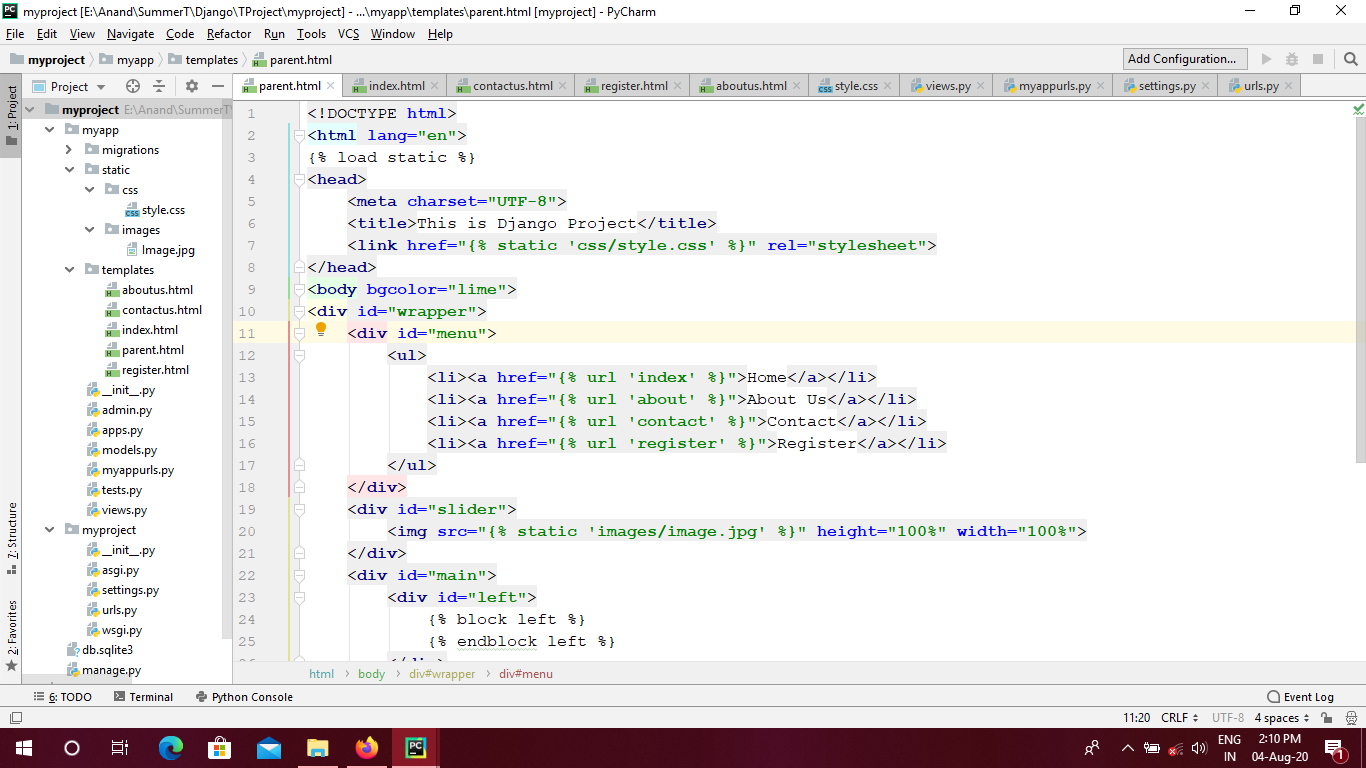 myproject [E:\Anand\SummerT\Django\TProject\myproject] - ...\myapp\templates\parent.html [myproject] - PyCharm
File Edit View Navigate Code Refactor Run Tools VCS Window Help
myproject myapp templates parent.html Add Configuration...
Project parent.html index.html contactus.html register.html aboutus.html style.css views.py myappurls.py settings.py urls.py
1: Project
7: Structure
2: Favorites
myproject E:\Anand\SummerT
myapp
migrations
static
css
style.css
images
Image.jpg
templates
aboutus.html
contactus.html
index.html
parent.html
register.html
__init__.py
admin.py
apps.py
models.py
myappurls.py
tests.py
views.py
myproject
__init__.py
asgi.py
settings.py
urls.py
wsgi.py
db.sqlite3
manage.py
1 <!DOCTYPE html>
2 <html lang="en">
3 {% load static %}
4 <head>
5 <meta charset="UTF-8">
6 <title>This is Django Project</title>
7 <link href="{% static 'css/style.css' %}" rel="stylesheet">
8 </head>
9 <body bgcolor="lime">
10 <div id="wrapper">
11 <div id="menu">
12 <ul>
13 <li><a href="{% url 'index' %}">Home</a></li>
14 <li><a href="{% url 'about' %}">About Us</a></li>
15 <li><a href="{% url 'contact' %}">Contact</a></li>
16 <li><a href="{% url 'register' %}">Register</a></li>
17 </ul>
18 </div>
19 <div id="slider">
20 <img src="{% static 'images/image.jpg' %}" height="100%" width="100%">
21 </div>
22 <div id="main">
23 <div id="left">
24 {% block left %}
25 {% endblock left %}
html body div#wrapper div#menu
6: TODO Terminal Python Console Event Log
11:20 CRLF UTF-8 4 spaces
ENG 2:10 PM
IN 04-Aug-20 1